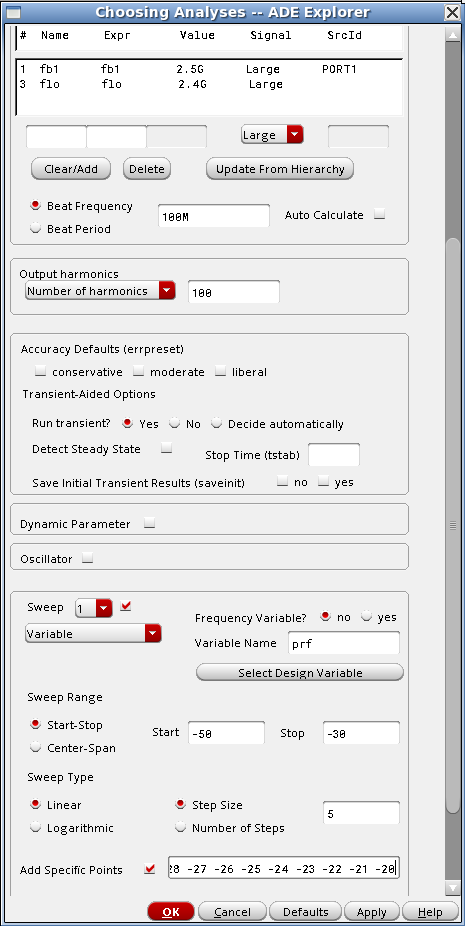 Choosing Analyses -- ADE Explorer
# Name Expr Value Signal SrcId
1 fb1 fb1 2.5G Large PORT1
3 flo flo 2.4G Large
Large
Clear/Add Delete Update From Hierarchy
Beat Frequency 100M Auto Calculate
Beat Period
Output harmonics
Number of harmonics 100
Accuracy Defaults (errpreset)
conservative moderate liberal
Transient-Aided Options
Run transient? Yes No Decide automatically
Detect Steady State Stop Time (tstab)
Save Initial Transient Results (saveinit) no yes
Dynamic Parameter
Oscillator
Sweep 1 Frequency Variable? no yes
Variable Variable Name prf
Select Design Variable
Sweep Range
Start-Stop Start -50 Stop -30
Center-Span
Sweep Type
Linear Step Size 5
Logarithmic Number of Steps
Add Specific Points 28 -27 -26 -25 -24 -23 -22 -21 -20
OK Cancel Defaults Apply Help